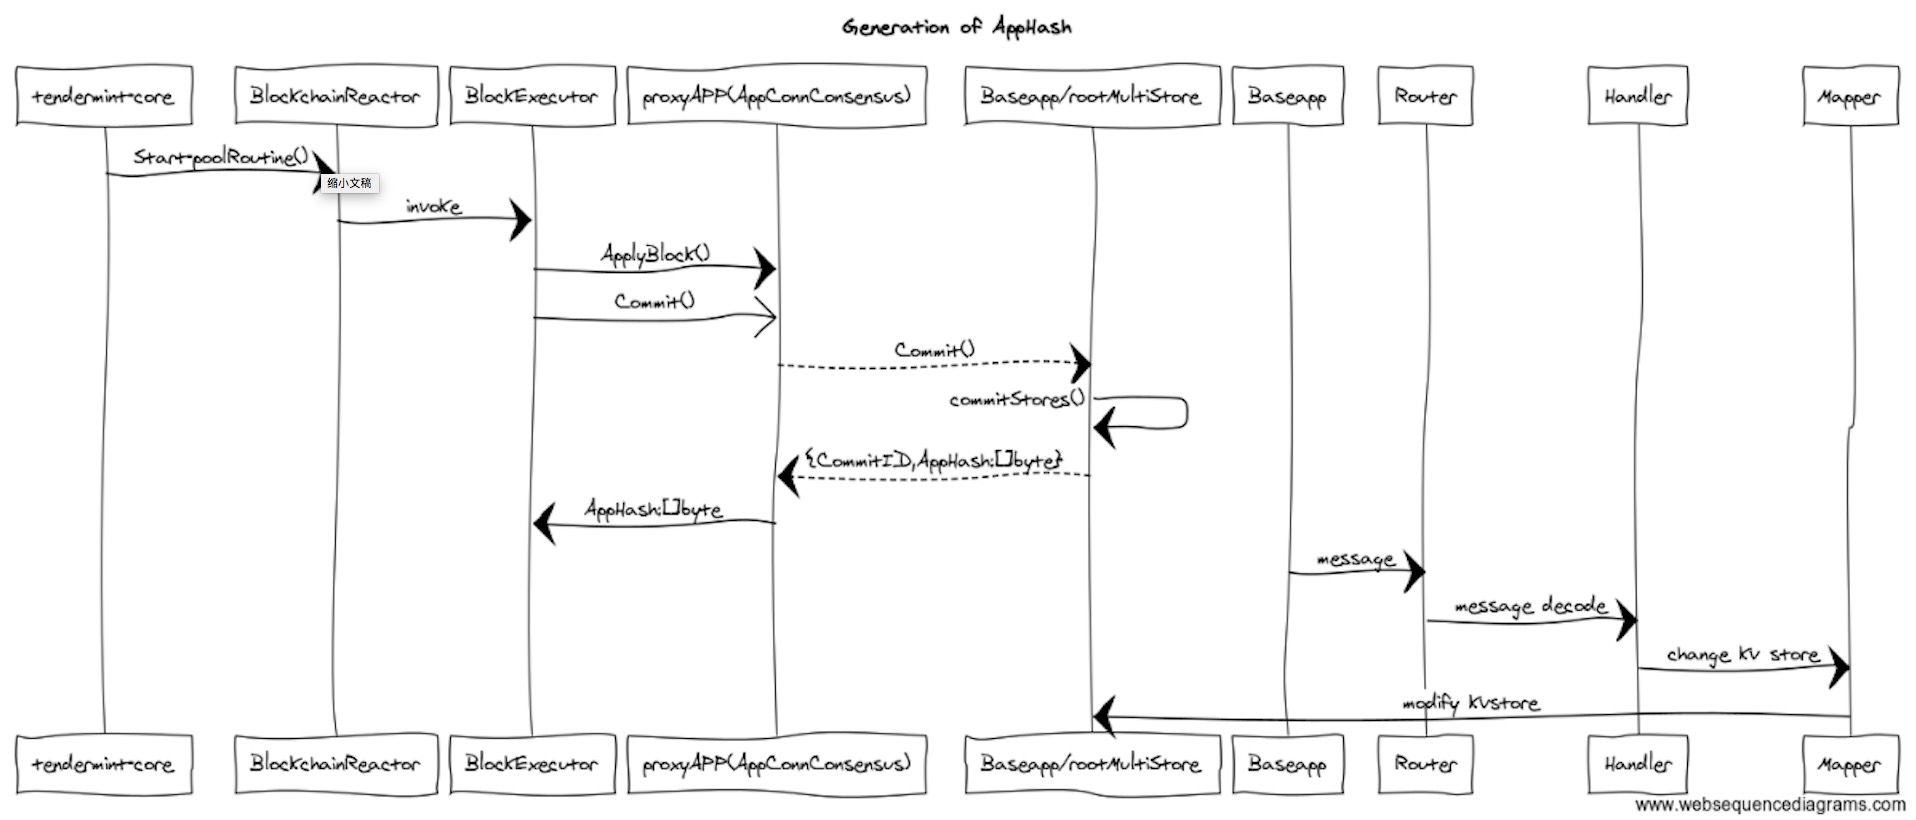 Generation of AppHash
tendermint-core
BlockchainReactor
BlockExecutor
proxyAPP(AppConnConsensus)
Baseapp/rootMultiStore
Baseapp
Router
Handler
Mapper
Start-poolRoutine()
缩小文稿
invoke
ApplyBlock()
Commit()
Commit()
commitStores()
{CommitID,AppHash:[]byte}
AppHash:[]byte
message
message decode
change kv store
modify kvstore
tendermint-core
BlockchainReactor
BlockExecutor
proxyAPP(AppConnConsensus)
Baseapp/rootMultiStore
Baseapp
Router
Handler
Mapper
www.websequencediagrams.com